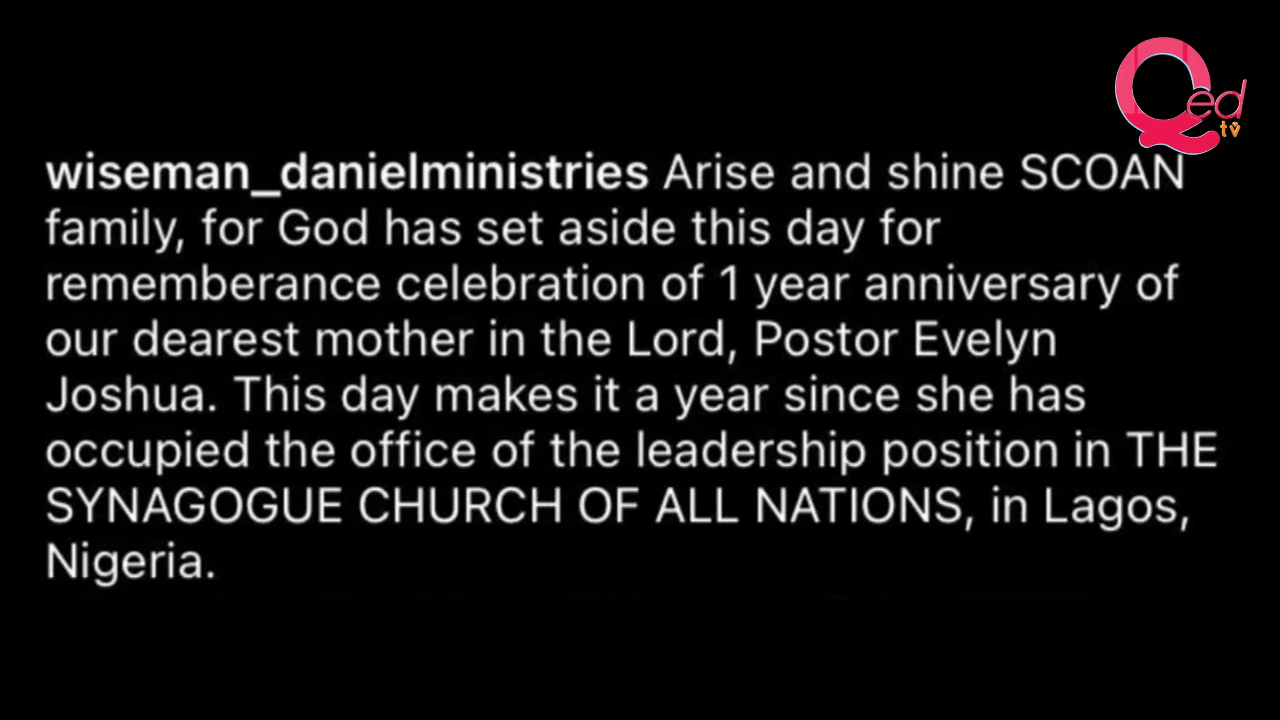 Qed
tv
wiseman_danielministries Arise and shine SCOAN
family, for God has set aside this day for
rememberance celebration of 1 year anniversary of
our dearest mother in the Lord, Postor Evelyn
Joshua. This day makes it a year since she has
occupied the office of the leadership position in THE
SYNAGOGUE CHURCH OF ALL NATIONS, in Lagos,
Nigeria.